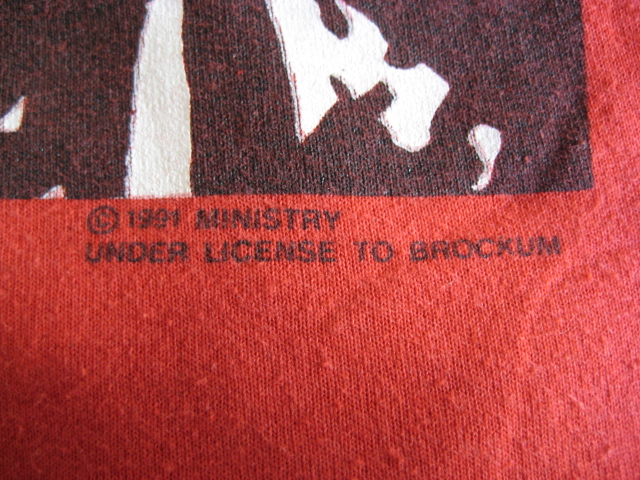 © 1991 MINISTRY
UNDER LICENSE TO BROCKUM